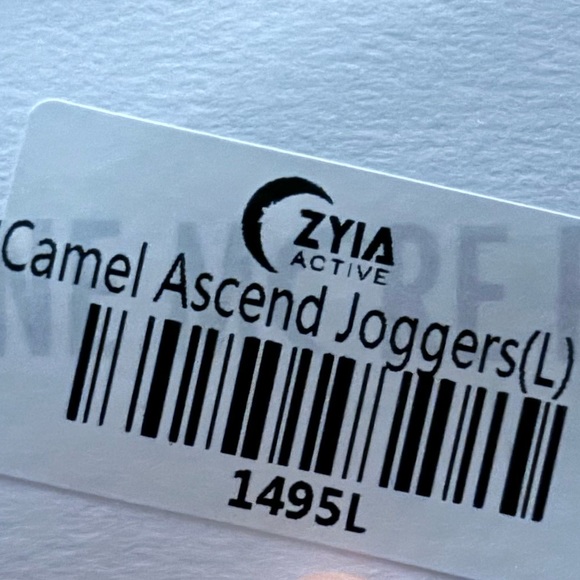 ZYIA
ACTIVE
Camel Ascend Joggers(L)
1495L